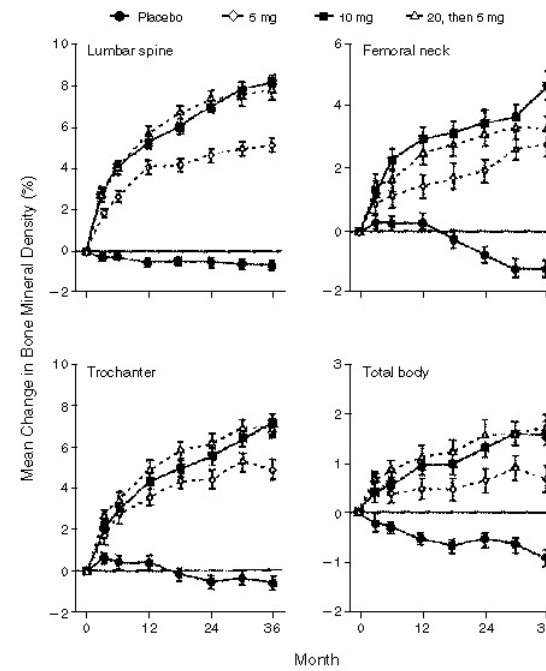 Placebo 5 mg 10 mg 20, then 5 mg
Lumbar spine
10
8
6
4
2
0
−2
Femoral neck
6
4
2
0
−2
Mean Change in Bone Mineral Density (%)
Trochanter
10
8
6
4
2
0
−2
0 12 24 36
Total body
3
2
1
0
−1
−2
0 12 24 36
Month